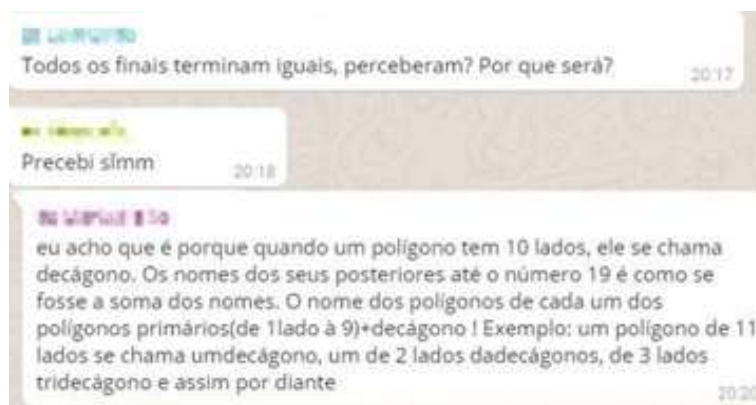 Todos os finais terminam iguais, perceberam? Por que será?
20:17
Precebi sîmm
20:18
eu acho que é porque quando um polígono tem 10 lados, ele se chama
decágono. Os nomes dos seus posteriores até o número 19 é como se
fosse a soma dos nomes. O nome dos polígonos de cada um dos
polígonos primários(de 1lado à 9)+decágono ! Exemplo: um polígono de 11
lados se chama umdecágono, um de 2 lados dadecágonos, de 3 lados
tridecágono e assim por diante
20:20